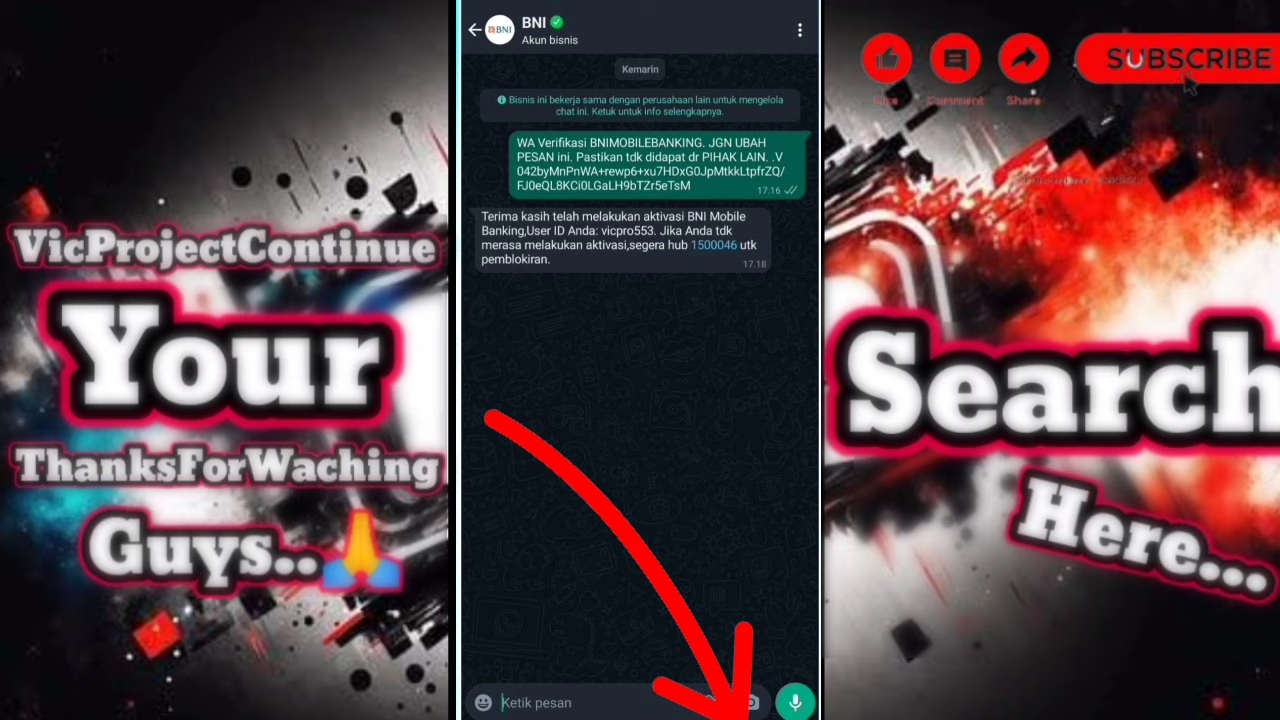 VicProjectContinue
Your
ThanksForWaching
Guys..
BNI
BNI
Akun bisnis
Kemarin
Bisnis ini bekerja sama dengan perusahaan lain untuk mengelola
chat ini. Ketuk untuk info selengkapnya.
WA Verifikasi BNIMOBILEBANKING. JGN UBAH
PESAN ini. Pastikan tdk didapat dr PIHAK LAIN. .V
042byMnPnWA+rewp6+xu7HDxG0JpMtkkLtpfrZQ/
FJ0eQL8KCi0LGaLH9bTZr5eTsM
17.16
Terima kasih telah melakukan aktivasi BNI Mobile
Banking,User ID Anda: vicpro553. Jika Anda tdk
merasa melakukan aktivasi,segera hub 1500046 utk
pemblokiran.
17.18
Ketik pesan
SUBSCRIBE
Like Comment Share
Search
Here...